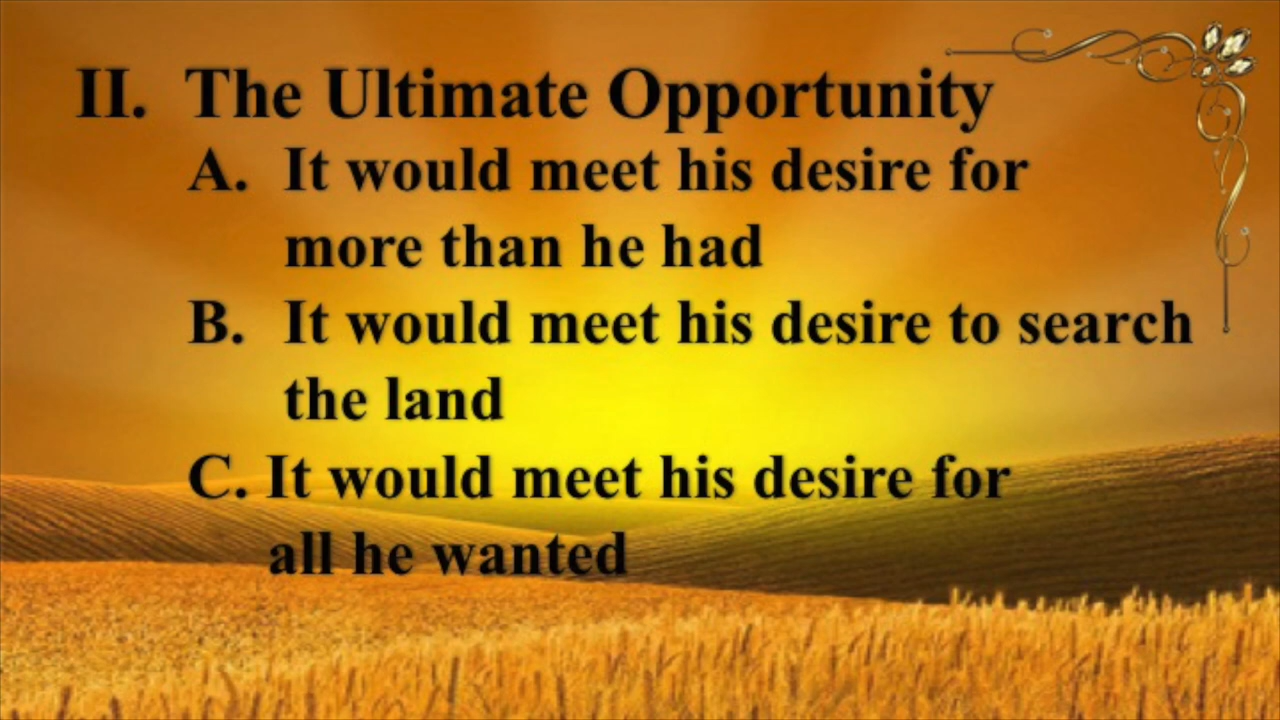 II. The Ultimate Opportunity
A. It would meet his desire for
more than he had
B. It would meet his desire to search
the land
C. It would meet his desire for
all he wanted